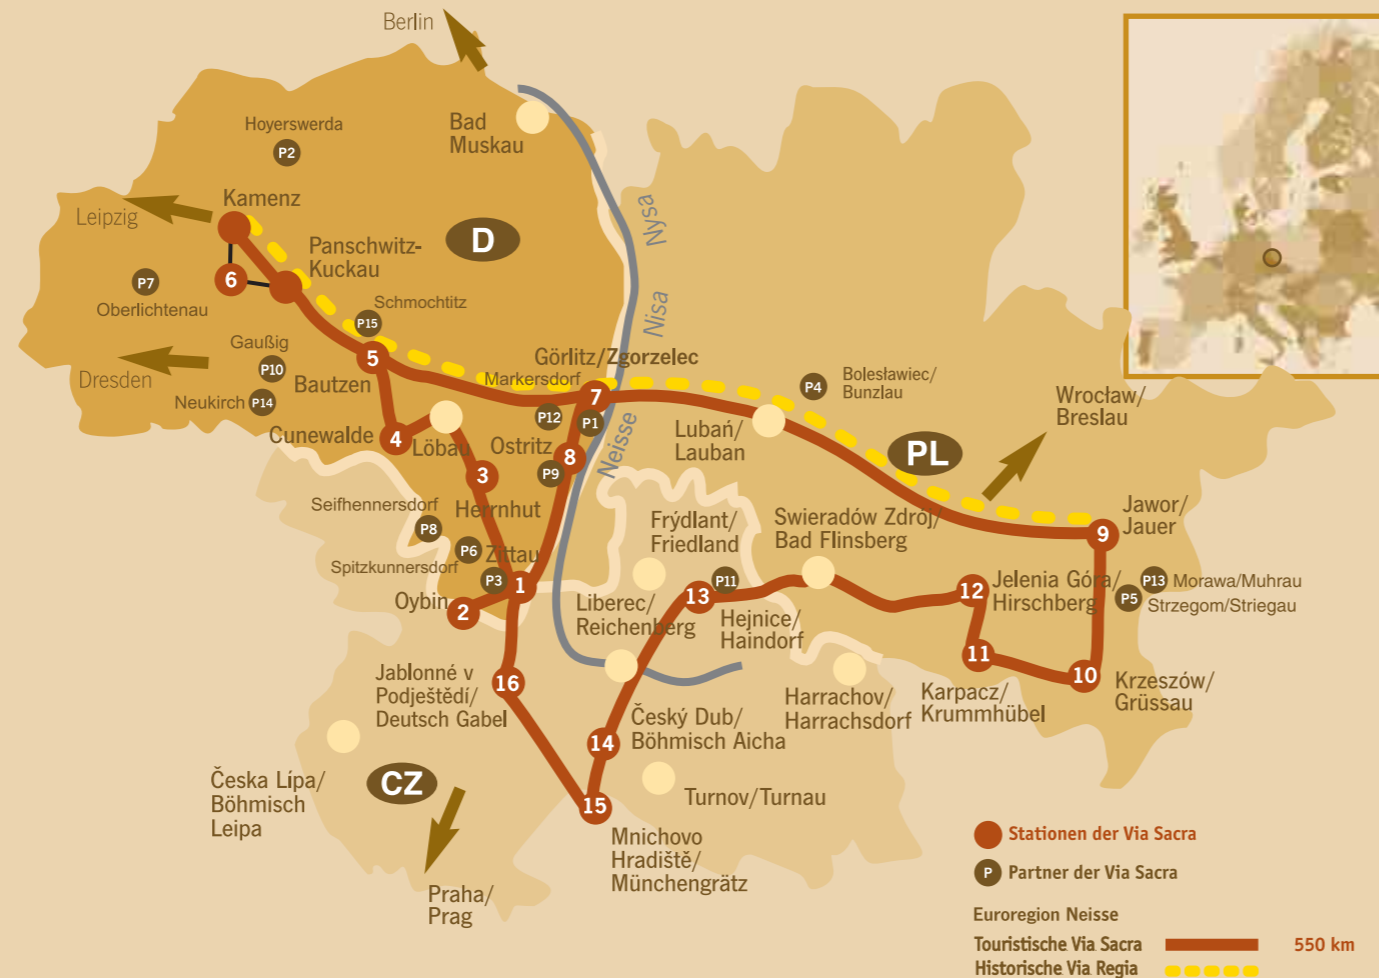 Berlin
Bad
Muskau
Hoyerswerda
P2
Kamenz
Leipzig
Nysa
D
Panschwitz-
Kuckau
6
P7
Oberlichtenau
Schmochtitz
P15
Nisa
Gaußig
P10
5
Görlitz/Zgorzelec
Dresden
Bautzen
Markersdorf
7
P4
Bolesławiec/
Bunzlau
Wrocław/
Breslau
Neukirch
P14
P12
P1
Cunewalde
4
Löbau
Ostritz
8
Neisse
Lubań/
Lauban
PL
3
P9
Seifhennersdorf
Herrnhut
Frýdlant/
Friedland
Swieradów Zdrój/
Bad Flinsberg
Jawor/
Jauer
9
P8
P6
Zittau
Spitzkunnersdorf
P3
1
P11
12
Jelenia Góra/
Hirschberg
P13
Morawa/Muhrau
P5
Strzegom/Striegau
Oybin
2
Liberec/
Reichenberg
13
Hejnice/
Haindorf
11
10
Krzeszów/
Grüssau
Jablonné v
Podještědí/
Deutsch Gabel
16
Harrachov/
Harrachsdorf
Karpacz/
Krummhübel
Český Dub/
Böhmisch Aicha
14
Česka Lípa/
Böhmisch
Leipa
CZ
15
Turnov/Turnau
Mnichovo
Hradiště/
Münchengrätz
Praha/
Prag
Stationen der Via Sacra
P
Partner der Via Sacra
Euroregion Neisse
Touristische Via Sacra
550 km
Historische Via Regia